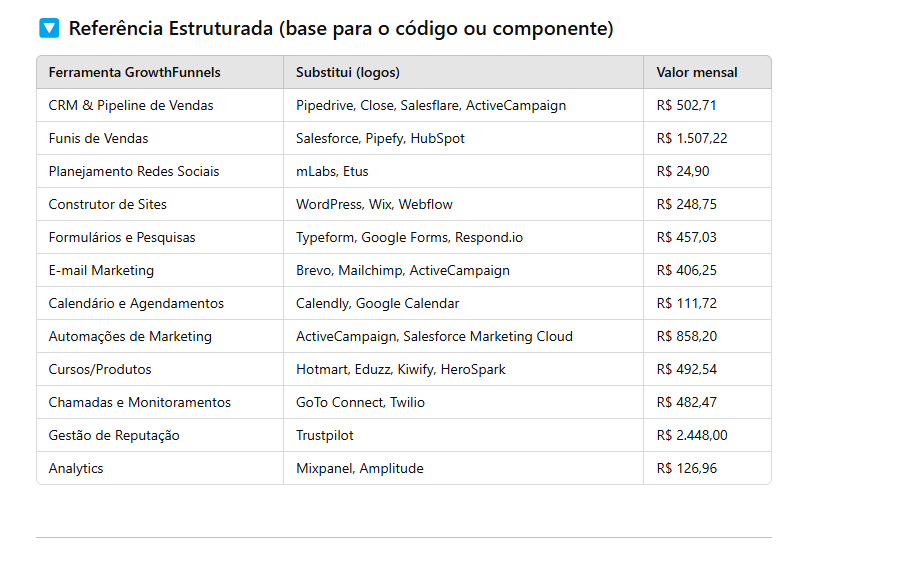 Referência Estruturada (base para o código ou componente)
Ferramenta GrowthFunnels Substitui (logos) Valor mensal
CRM & Pipeline de Vendas Pipedrive, Close, Salesflare, ActiveCampaign R$ 502,71
Funis de Vendas Salesforce, Pipefy, HubSpot R$ 1.507,22
Planejamento Redes Sociais mLabs, Etus R$ 24,90
Construtor de Sites WordPress, Wix, Webflow R$ 248,75
Formulários e Pesquisas Typeform, Google Forms, Respond.io R$ 457,03
E-mail Marketing Brevo, Mailchimp, ActiveCampaign R$ 406,25
Calendário e Agendamentos Calendly, Google Calendar R$ 111,72
Automações de Marketing ActiveCampaign, Salesforce Marketing Cloud R$ 858,20
Cursos/Produtos Hotmart, Eduzz, Kiwify, HeroSpark R$ 492,54
Chamadas e Monitoramentos GoTo Connect, Twilio R$ 482,47
Gestão de Reputação Trustpilot R$ 2.448,00
Analytics Mixpanel, Amplitude R$ 126,96